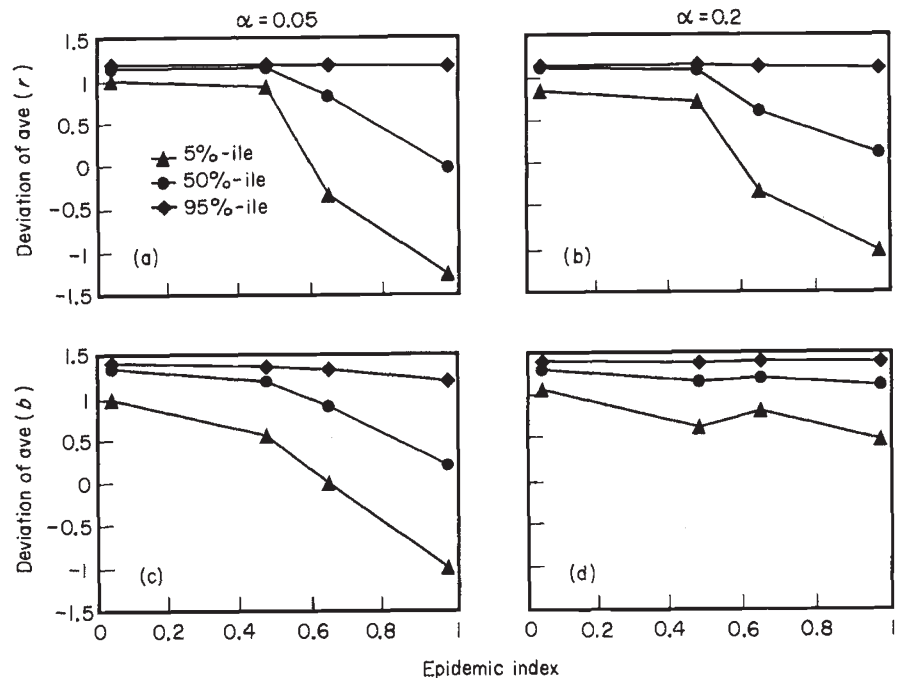 α = 0.05
α = 0.2
Deviation of ave (r)
1.5
1
0.5
0
-0.5
-1
-1.5
5%-ile
50%-ile
95%-ile
(a)
(b)
Deviation of ave (b)
1.5
1
0.5
0
-0.5
-1
-1.5
(c)
(d)
0 0.2 0.4 0.6 0.8 1
0 0.2 0.4 0.6 0.8 1
Epidemic index